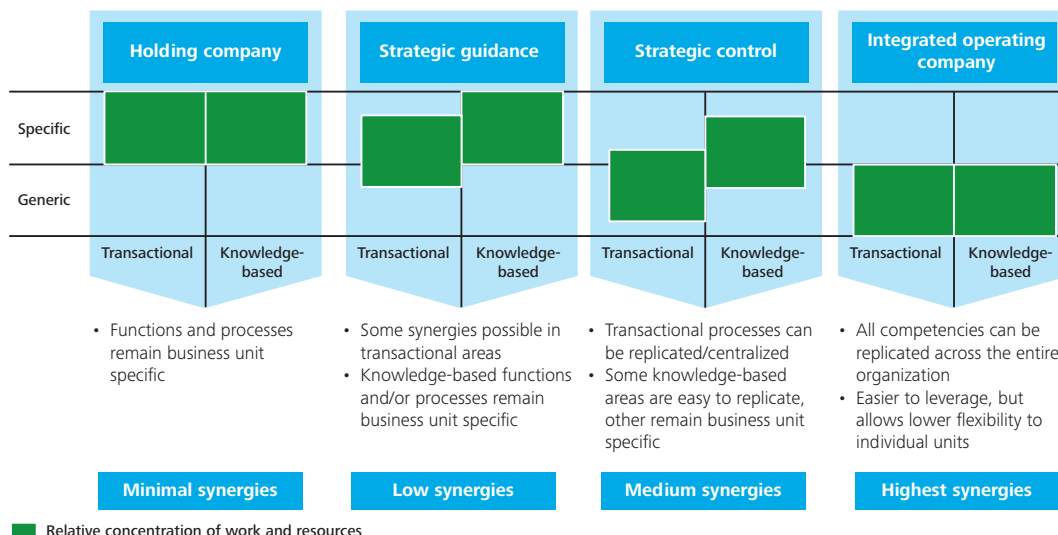 Holding company
Strategic guidance
Strategic control
Integrated operating
company
Specific
Generic
Transactional
Knowledge-
based
Transactional
Knowledge-
based
Transactional
Knowledge-
based
Transactional
Knowledge-
based
• Functions and processes
remain business unit
specific
• Some synergies possible in
transactional areas
• Knowledge-based functions
and/or processes remain
business unit specific
• Transactional processes can
be replicated/centralized
• Some knowledge-based
areas are easy to replicate,
other remain business unit
specific
• All competencies can be
replicated across the entire
organization
• Easier to leverage, but
allows lower flexibility to
individual units
Minimal synergies
Low synergies
Medium synergies
Highest synergies
Relative concentration of work and resources